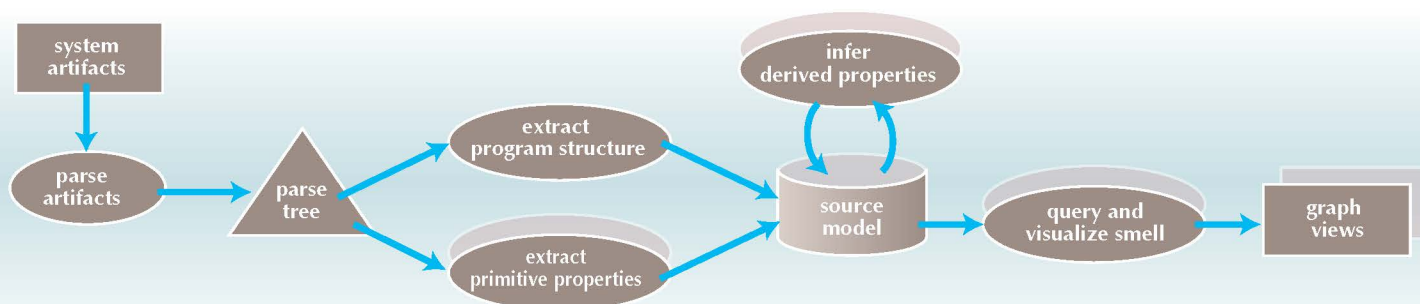 system
artifacts
parse
artifacts
parse
tree
extract
program structure
extract
primitive properties
infer
derived properties
source
model
query and
visualize smell
graph
views